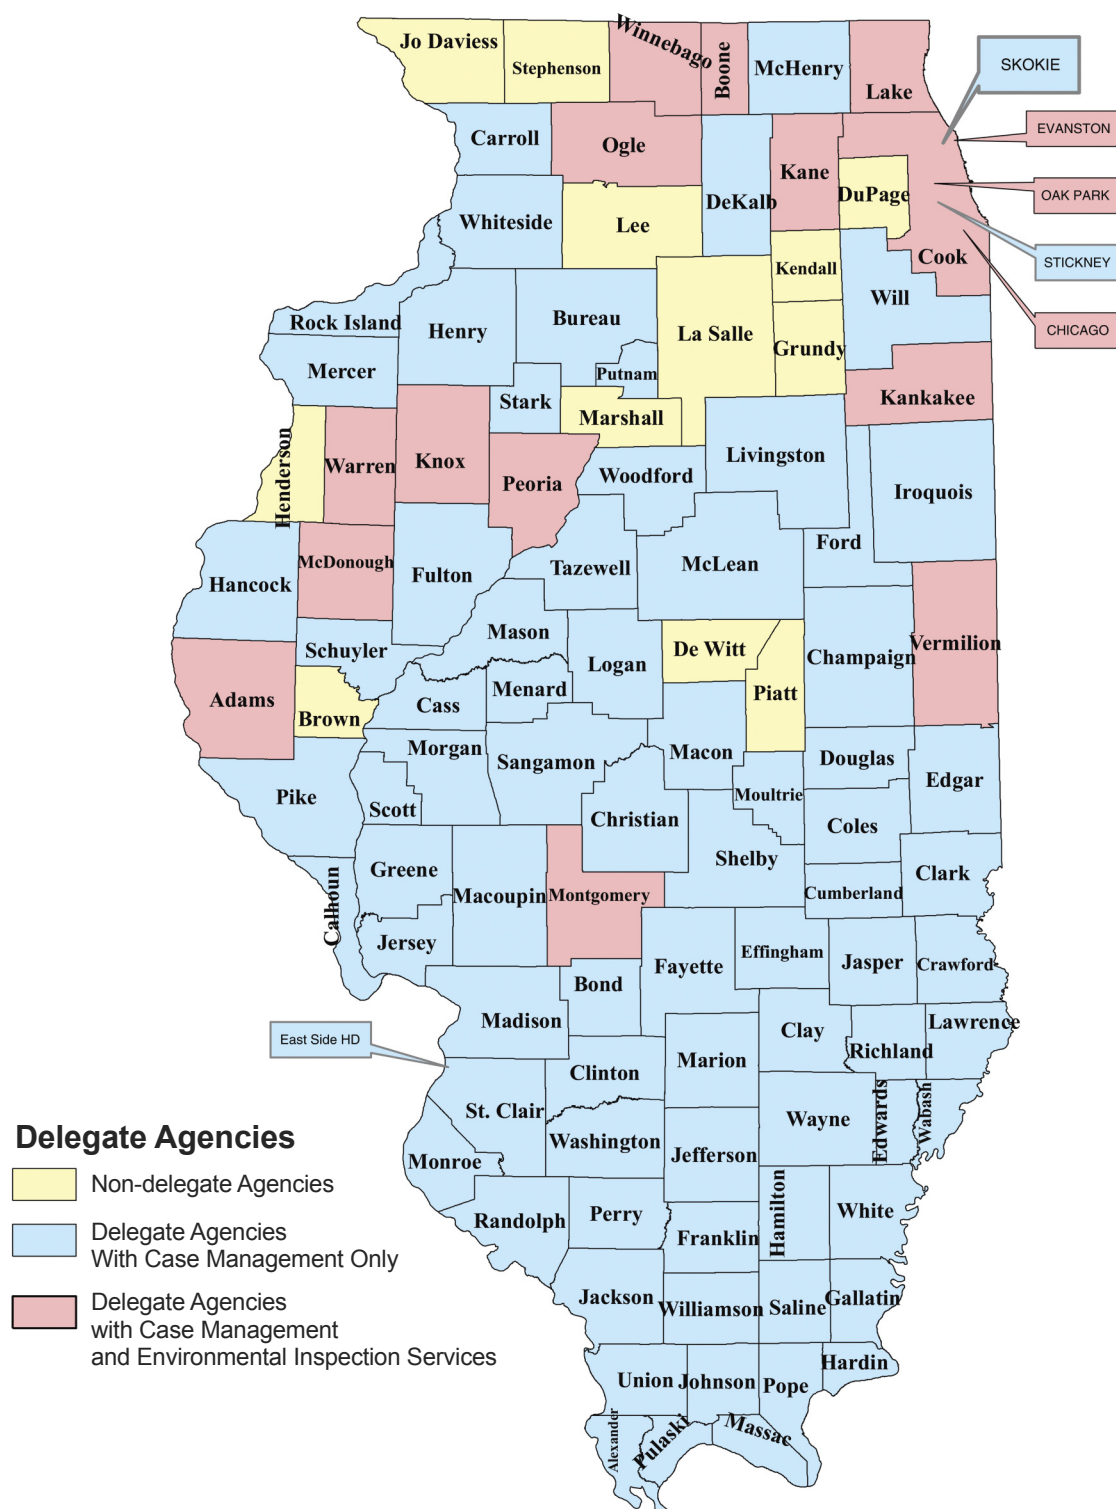 Jo Daviess
Stephenson
Winnebago
Boone
McHenry
Lake
SKOKIE
EVANSTON
Carroll
Ogle
DeKalb
Kane
DuPage
OAK PARK
Whiteside
Lee
Kendall
Cook
STICKNEY
Rock Island
Henry
Bureau
La Salle
Grundy
Will
CHICAGO
Mercer
Putnam
Stark
Marshall
Kankakee
Henderson
Warren
Knox
Peoria
Woodford
Livingston
Iroquois
Ford
Hancock
McDonough
Fulton
Tazewell
McLean
Schuyler
Mason
Logan
De Witt
Champaign
Vermilion
Adams
Brown
Cass
Menard
Piatt
Pike
Morgan
Scott
Sangamon
Macon
Moultrie
Douglas
Edgar
Christian
Coles
Shelby
Calhoun
Greene
Macoupin
Montgomery
Cumberland
Clark
Jersey
Fayette
Effingham
Jasper
Crawford
Bond
Madison
Clay
Lawrence
Richland
East Side HD
Marion
Clinton
St. Clair
Wayne
Edwards
Wabash
Washington
Jefferson
Monroe
Randolph
Perry
Hamilton
White
Franklin
Jackson
Williamson
Saline
Gallatin
Hardin
Union
Johnson
Pope
Alexander
Pulaski
Massac
Delegate Agencies
Non-delegate Agencies
Delegate Agencies
With Case Management Only
Delegate Agencies
with Case Management
and Environmental Inspection Services